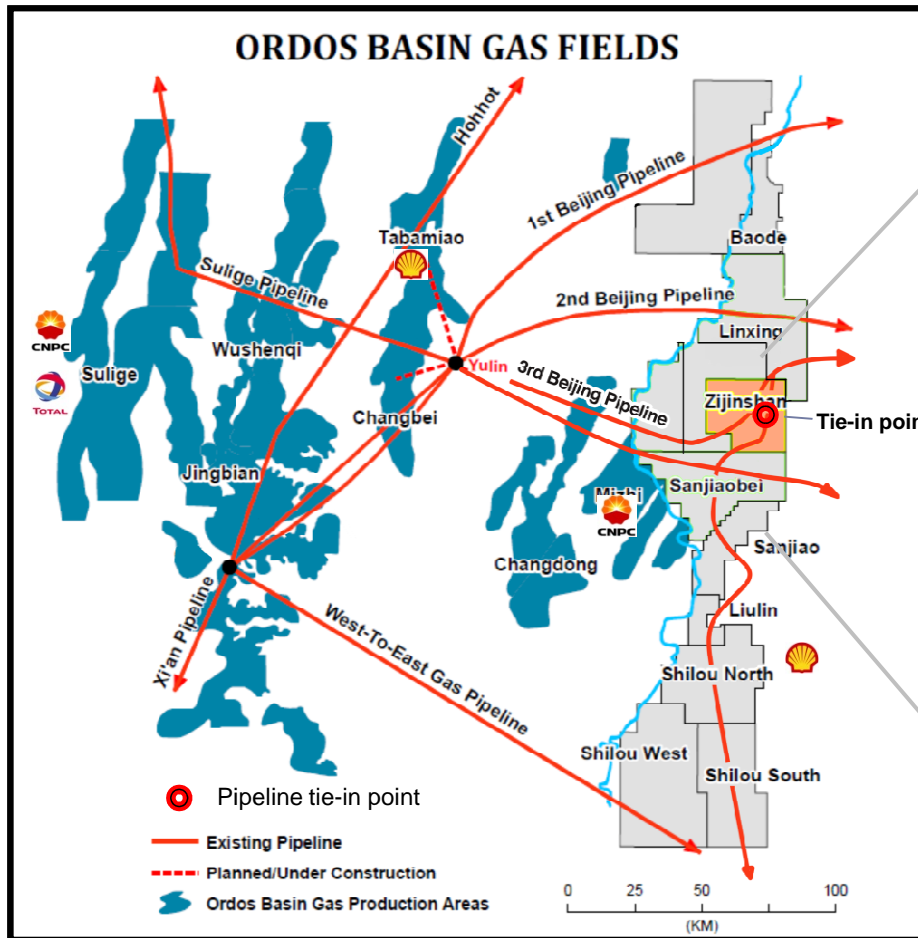 ORDOS BASIN GAS FIELDS
Hohhot
1st Beijing Pipeline
Tabamiao
Baode
Sulige Pipeline
2nd Beijing Pipeline
Linxing
CNPC
Wushenqi
Yulin
TOTAL
Sulige
3rd Beijing Pipeline
Zijinshan
Changbei
Tie-in poin
Jingbian
Sanjiaobei
Mizhi
CNPC
Sanjiao
Changdong
Liulin
Xi'an Pipeline
West-To-East Gas Pipeline
Shilou North
Shilou West
Shilou South
Pipeline tie-in point
Existing Pipeline
Planned/Under Construction
Ordos Basin Gas Production Areas
0 50 100
(KM)